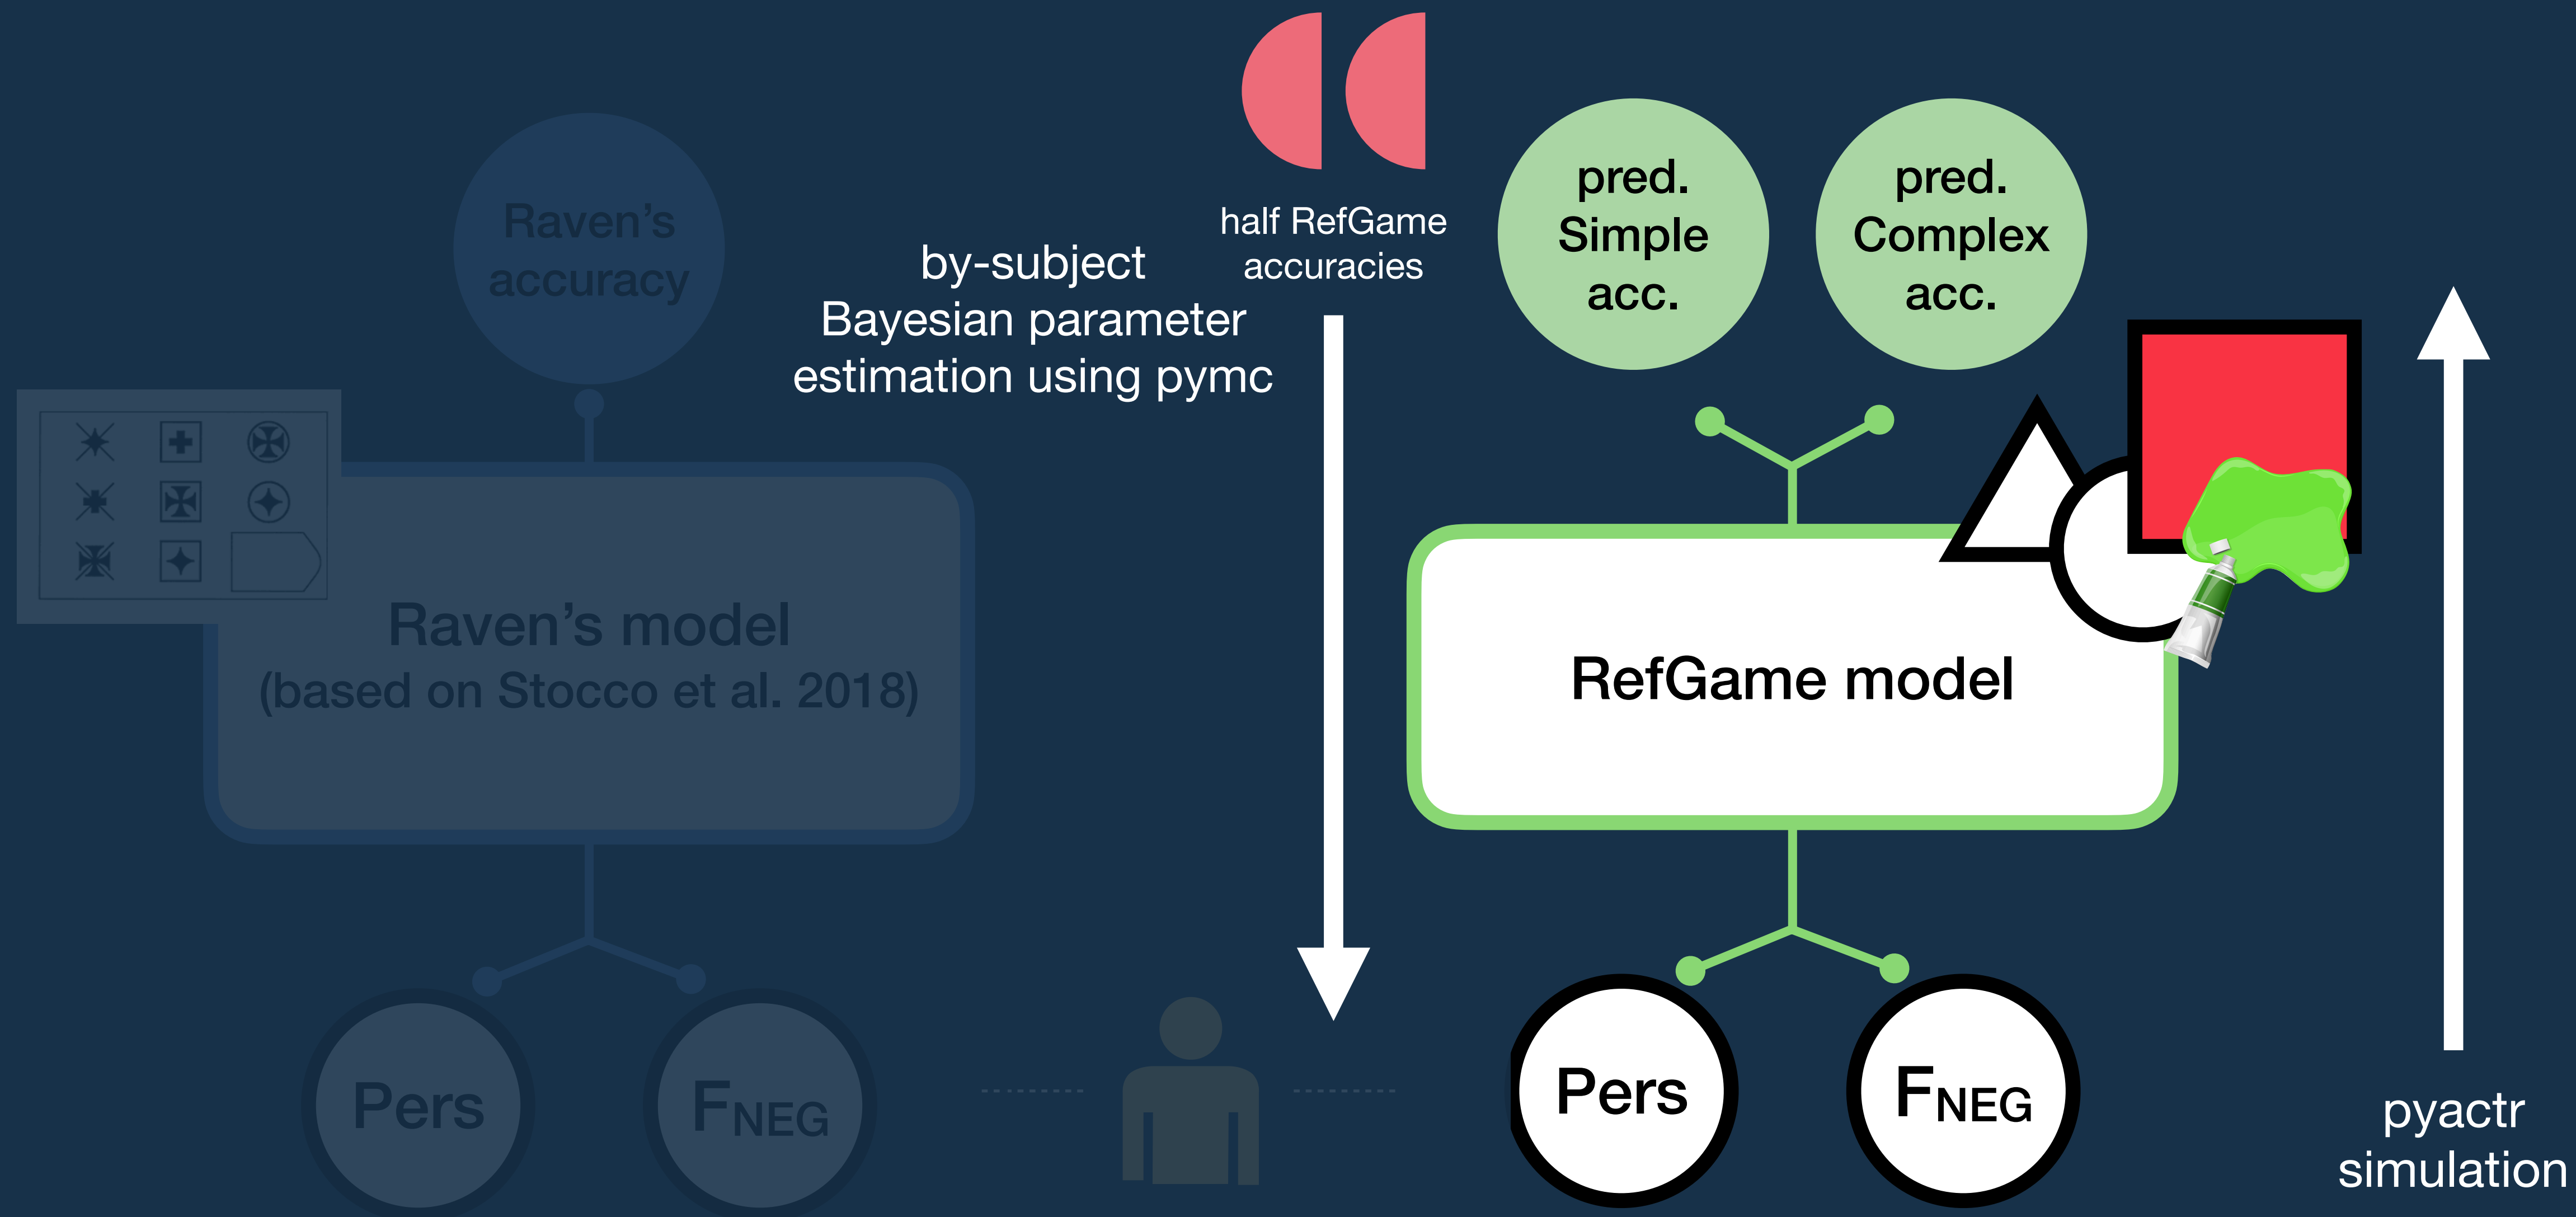 Raven's
accuracy
by-subject
Bayesian parameter
estimation using pymc
half RefGame
accuracies
pred.
Simple
acc.
pred.
Complex
acc.
Raven's model
(based on Stocco et al. 2018)
RefGame model
Pers
FNEG
Pers
FNEG
pyactr
simulation